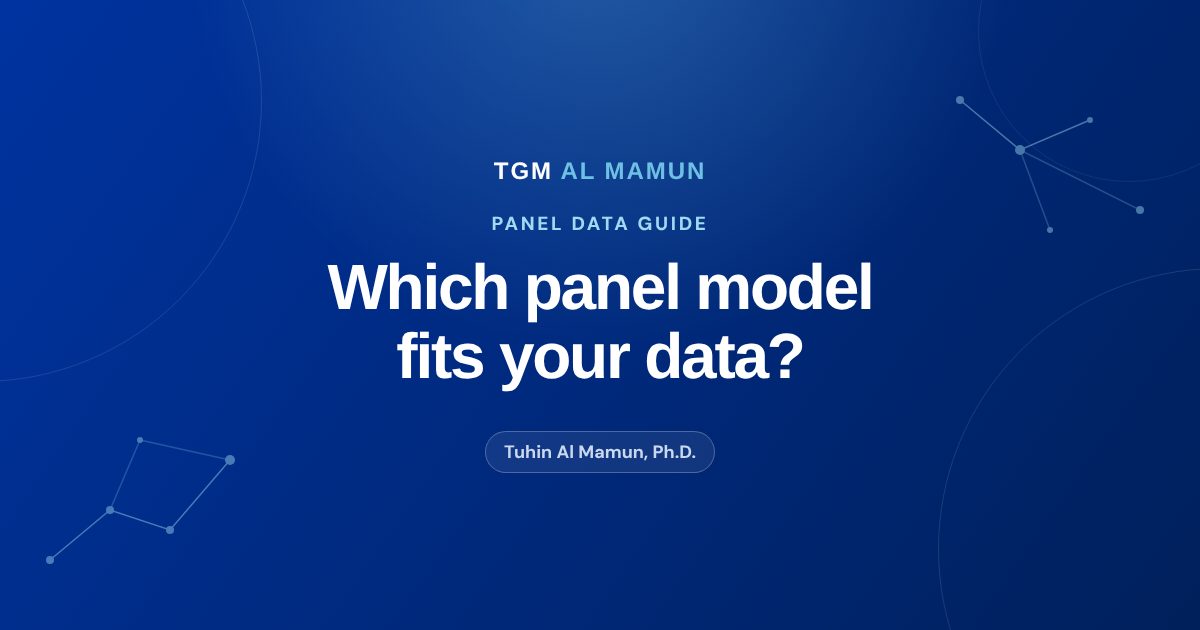 TGM AL MAMUN
PANEL DATA GUIDE
Which panel model
fits your data?
Tuhin Al Mamun, Ph.D.